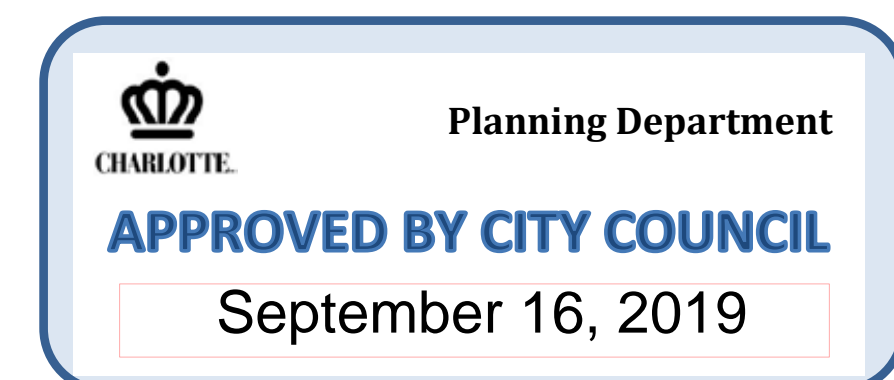 Planning Department
CHARLOTTE.
APPROVED BY CITY COUNCIL
September 16, 2019